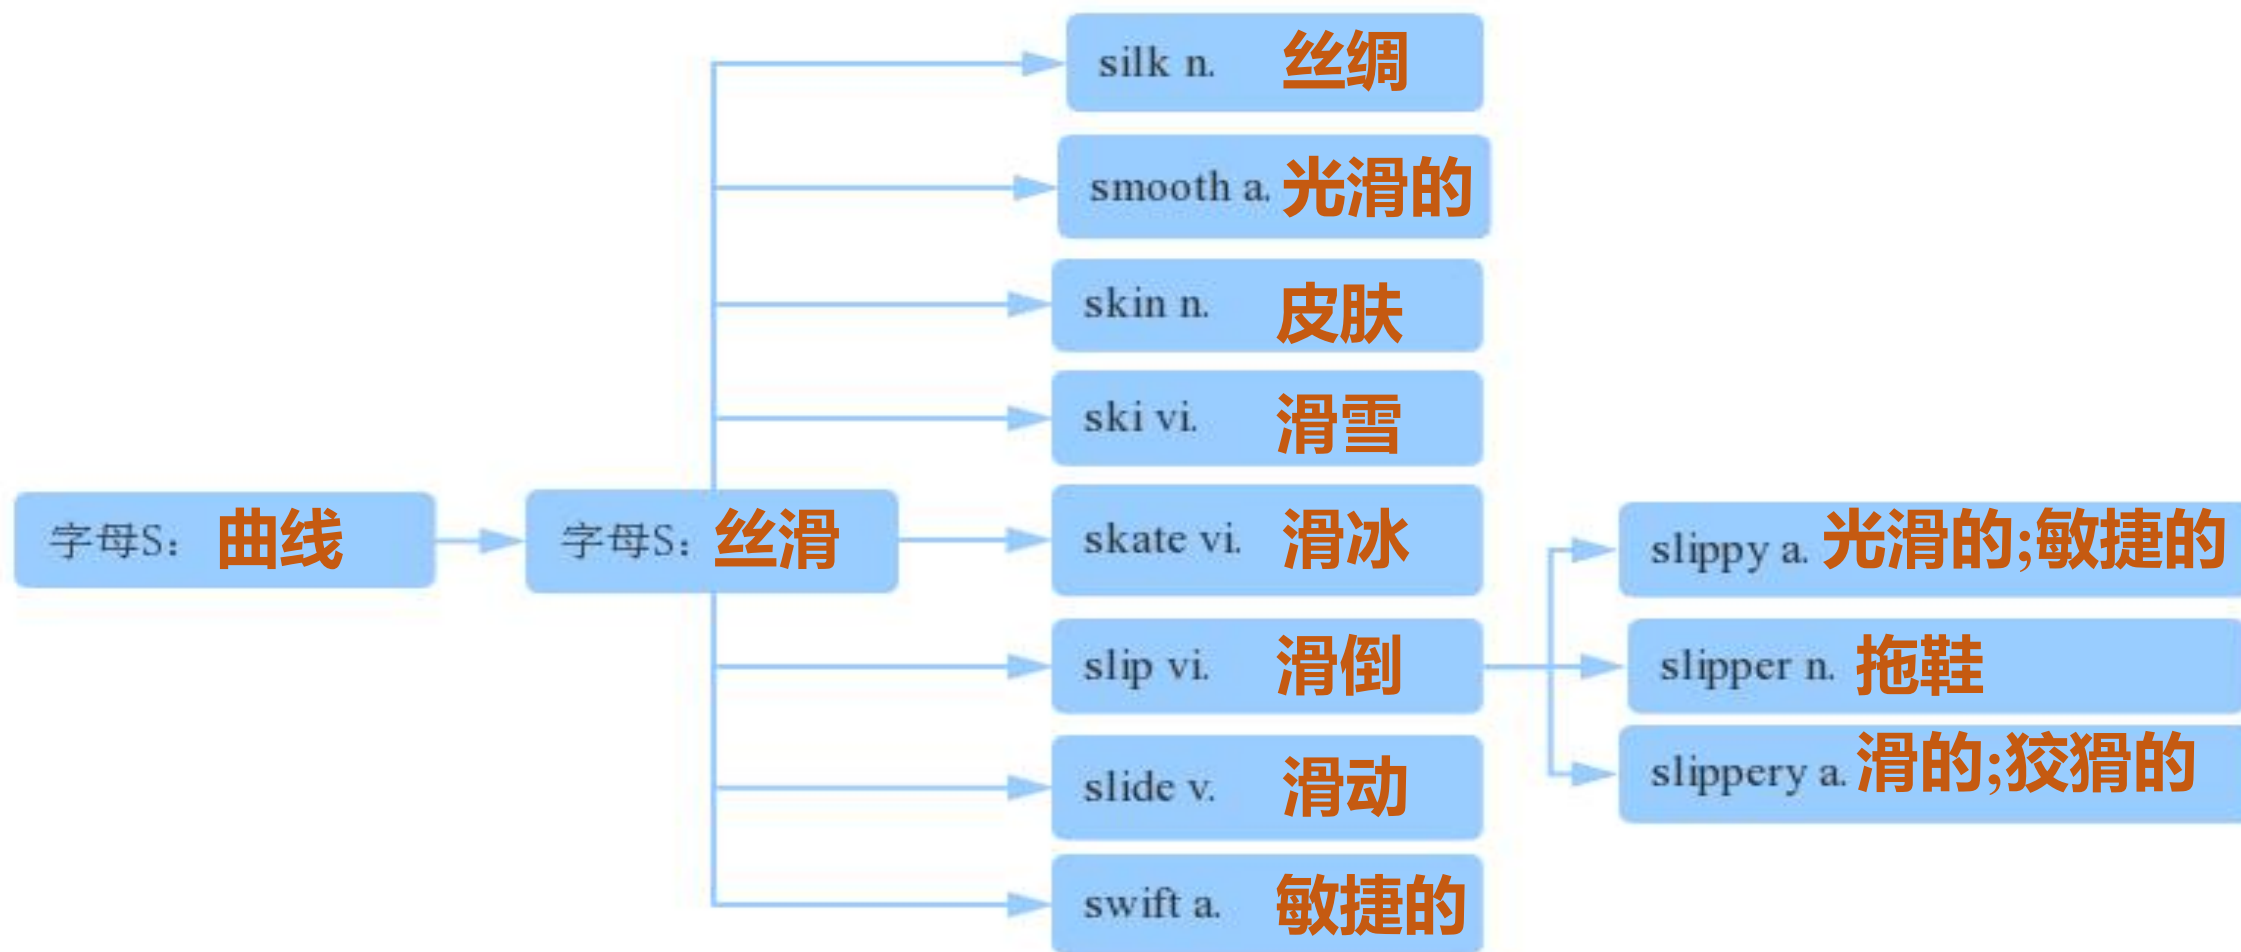 silk n. 丝绸
smooth a. 光滑的
skin n. 皮肤
ski vi. 滑雪
字母S：曲线
字母S：丝滑
skate vi. 滑冰
slip vi. 滑倒
slide v. 滑动
swift a. 敏捷的
slippy a. 光滑的;敏捷的
slipper n. 拖鞋
slippery a. 滑的;狡猾的